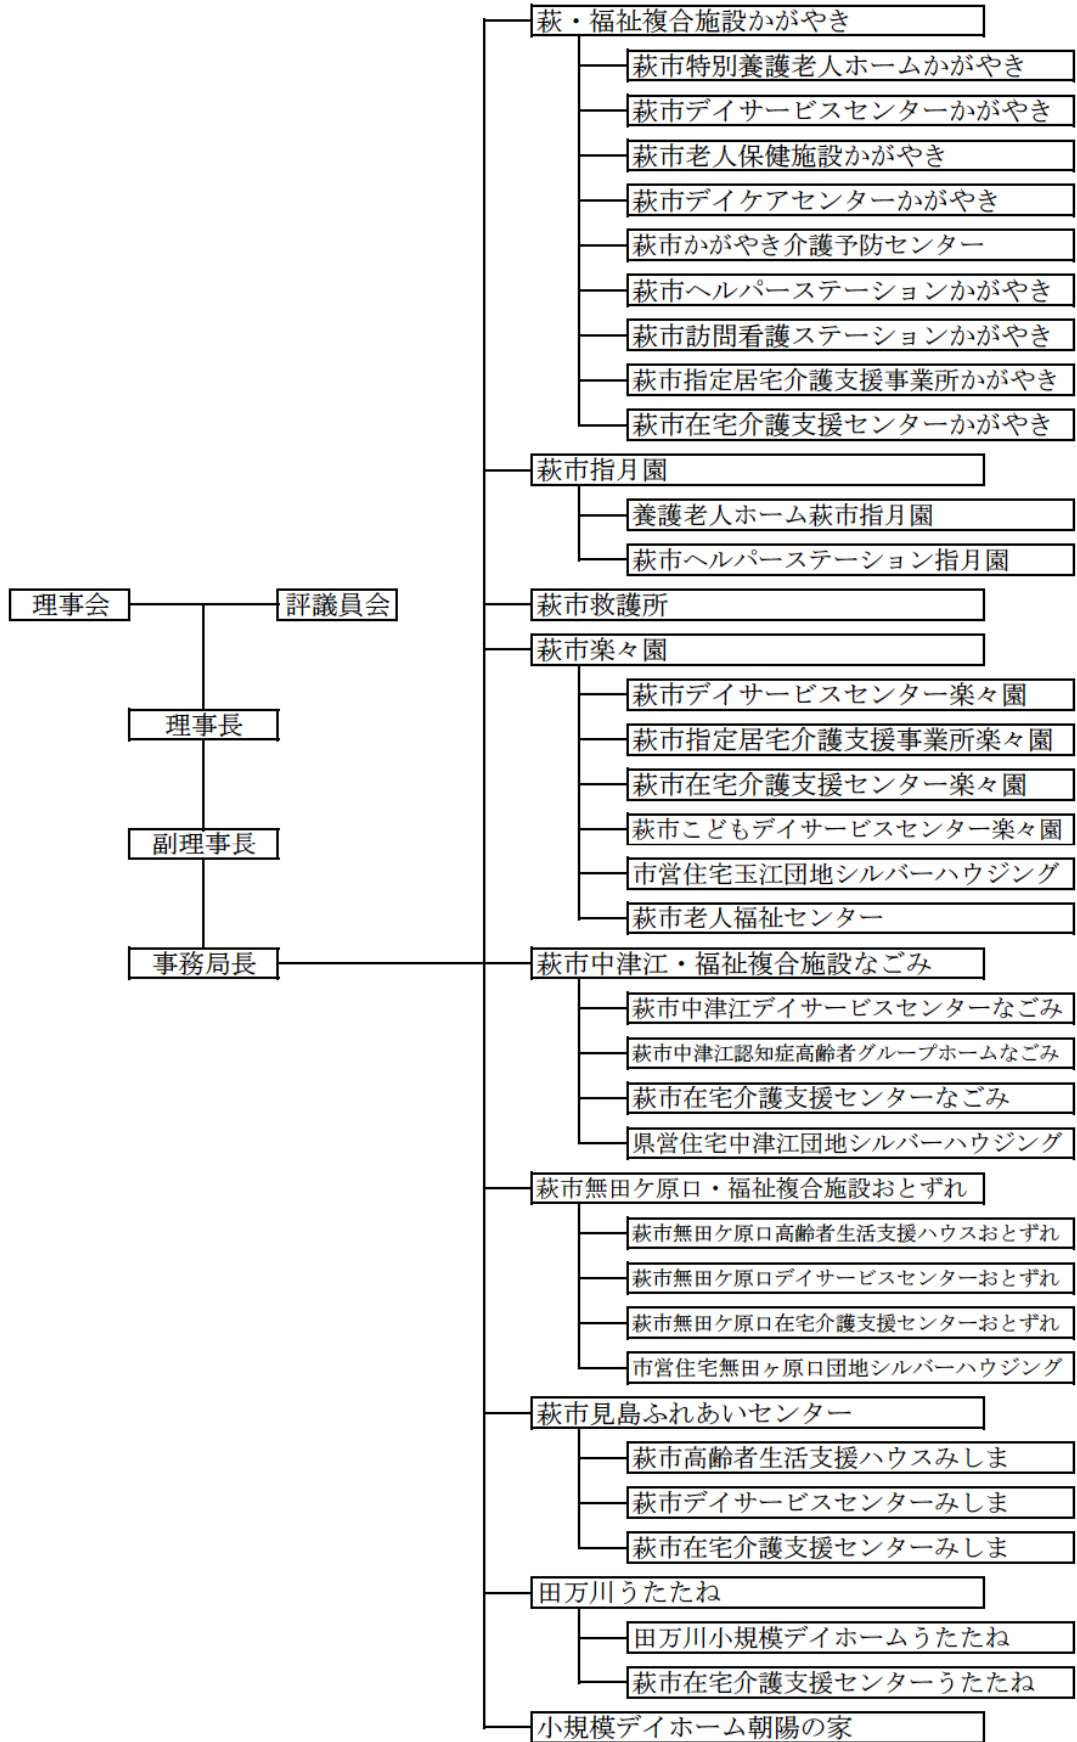 萩・福祉複合施設かがやき
萩市特別養護老人ホームかがやき
萩市デイサービスセンターかがやき
萩市老人保健施設かがやき
萩市デイケアセンターかがやき
萩市かがやき介護予防センター
萩市ヘルパーステーションかがやき
萩市訪問看護ステーションかがやき
萩市指定居宅介護支援事業所かがやき
萩市在宅介護支援センターかがやき
萩市指月園
養護老人ホーム萩市指月園
萩市ヘルパーステーション指月園
理事会
評議員会
理事長
副理事長
事務局長
萩市救護所
萩市楽々園
萩市デイサービスセンター楽々園
萩市指定居宅介護支援事業所楽々園
萩市在宅介護支援センター楽々園
萩市こどもデイサービスセンター楽々園
市営住宅玉江団地シルバーハウジング
萩市老人福祉センター
萩市中津江・福祉複合施設なごみ
萩市中津江デイサービスセンターなごみ
萩市中津江認知症高齢者グループホームなごみ
萩市在宅介護支援センターなごみ
県営住宅中津江団地シルバーハウジング
萩市無田ケ原口・福祉複合施設おとずれ
萩市無田ケ原口高齢者生活支援ハウスおとずれ
萩市無田ケ原口デイサービスセンターおとずれ
萩市無田ケ原口在宅介護支援センターおとずれ
市営住宅無田ヶ原口団地シルバーハウジング
萩市見島ふれあいセンター
萩市高齢者生活支援ハウスみしま
萩市デイサービスセンターみしま
萩市在宅介護支援センターみしま
田万川うたたね
田万川小規模デイホームうたたね
萩市在宅介護支援センターうたたね
小規模デイホーム朝陽の家